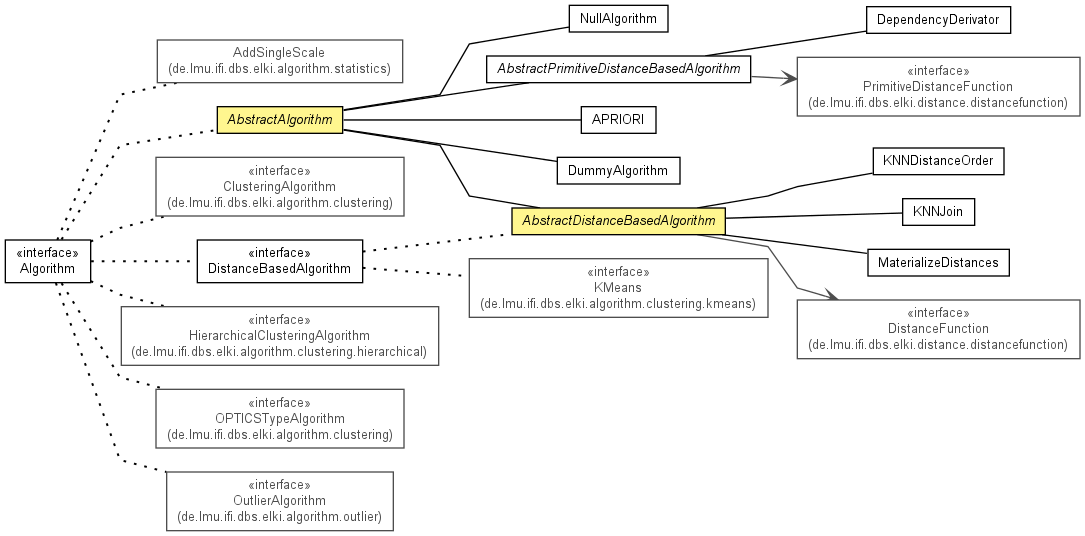 NullAlgorithm
DependencyDerivator
AddSingleScale
(de.lmu.ifi.dbs.elki.algorithm.statistics)
AbstractPrimitiveDistanceBasedAlgorithm
«interface»
PrimitiveDistanceFunction
(de.lmu.ifi.dbs.elki.distance.distancefunction)
AbstractAlgorithm
APRIORI
«interface»
ClusteringAlgorithm
(de.lmu.ifi.dbs.elki.algorithm.clustering)
DummyAlgorithm
KNNDistanceOrder
AbstractDistanceBasedAlgorithm
KNNJoin
«interface»
Algorithm
«interface»
DistanceBasedAlgorithm
MaterializeDistances
«interface»
KMeans
(de.lmu.ifi.dbs.elki.algorithm.clustering.kmeans)
«interface»
HierarchicalClusteringAlgorithm
(de.lmu.ifi.dbs.elki.algorithm.clustering.hierarchical)
«interface»
DistanceFunction
(de.lmu.ifi.dbs.elki.distance.distancefunction)
«interface»
OPTICSTypeAlgorithm
(de.lmu.ifi.dbs.elki.algorithm.clustering)
«interface»
OutlierAlgorithm
(de.lmu.ifi.dbs.elki.algorithm.outlier)